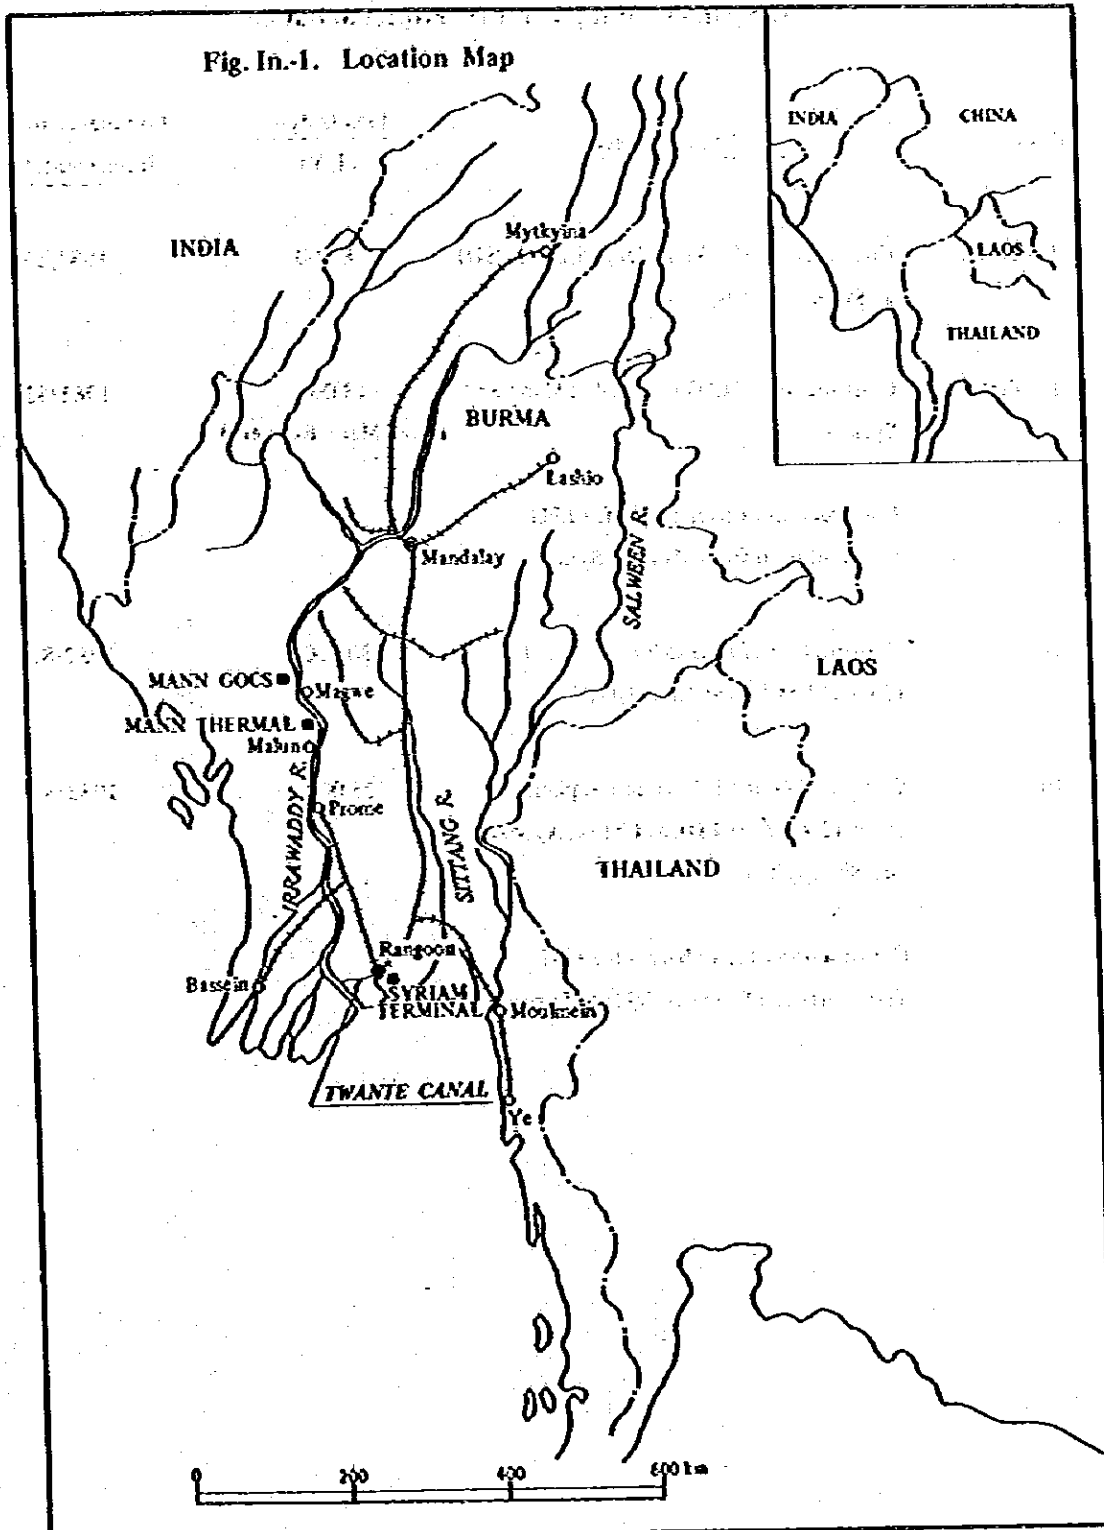 Fig. In.-1. Location Map
INDIA
CHINA
LAOS
THAILAND
Mytkyina
INDIA
BURMA
Lashio
Mandalay
SALWEEN R.
LAOS
MANN GOCS
Magwe
MANN THERMAL
Malun
Prome
IRRAWADDY R.
SITTANG R.
THAILAND
Rangoon
Bassein
SYRIAM
TERMINAL
Moulmein
TWANTE CANAL
Ye
0 200 400 600 km